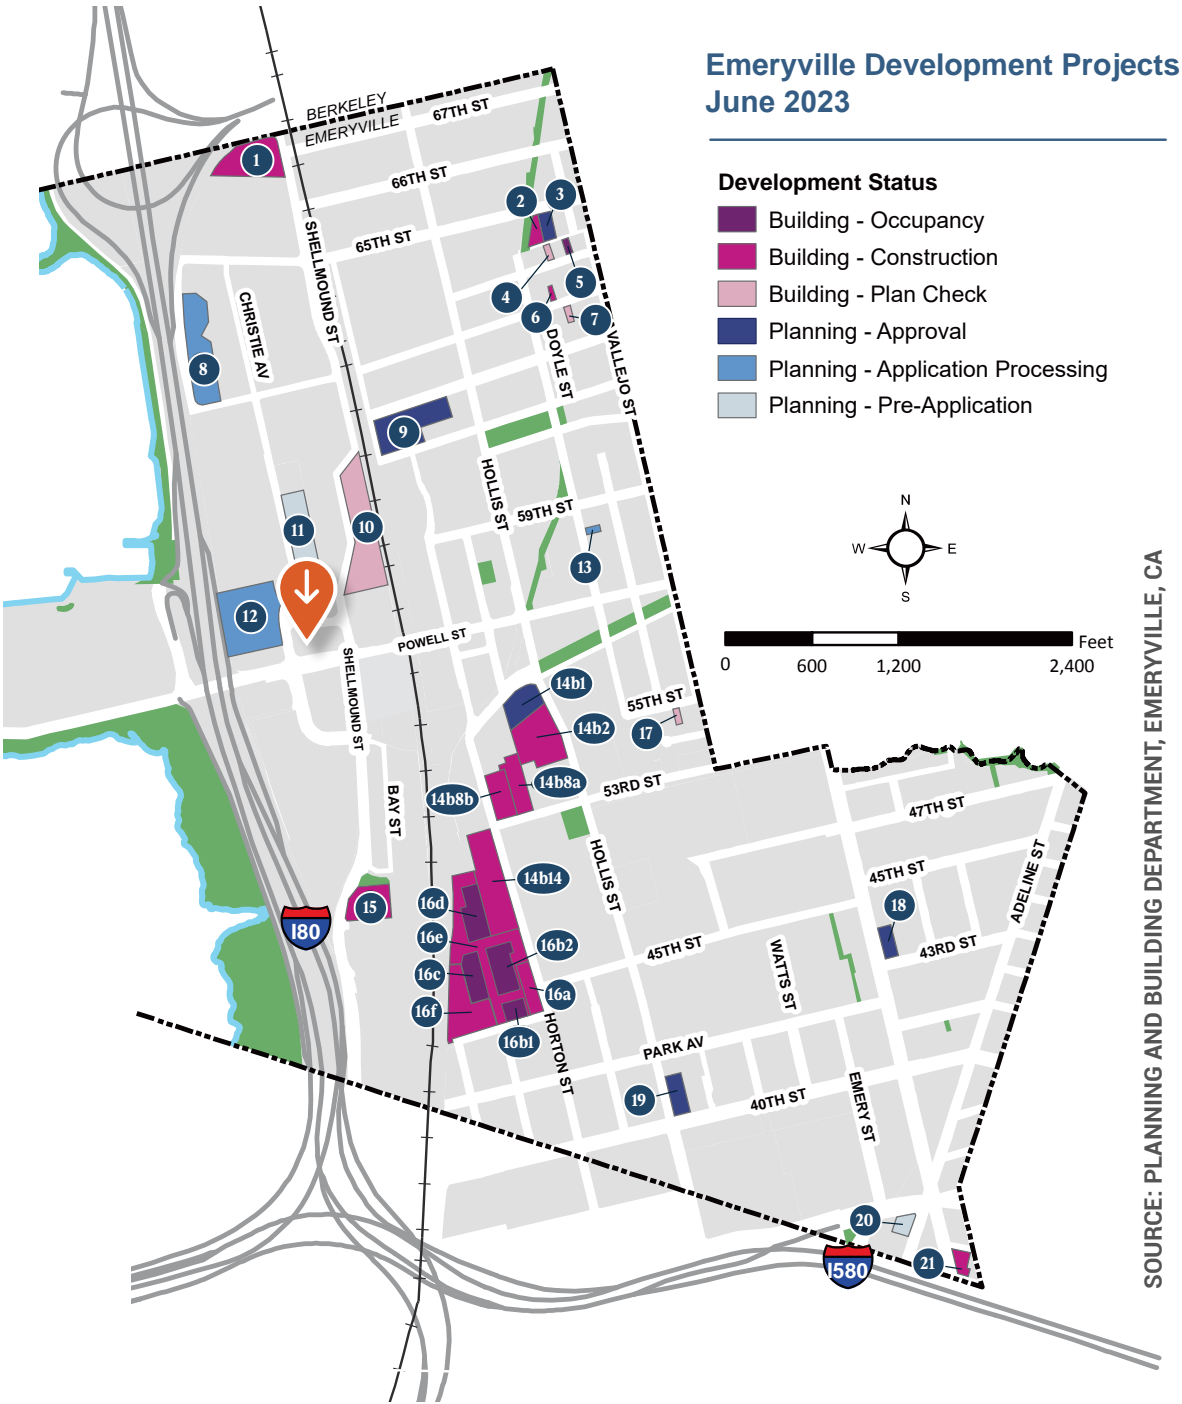 Emeryville Development Projects
June 2023
Development Status
Building - Occupancy
Building - Construction
Building - Plan Check
Planning - Approval
Planning - Application Processing
Planning - Pre-Application
N
W
E
S
Feet
0
600
1,200
2,400
SOURCE: PLANNING AND BUILDING DEPARTMENT, EMERYVILLE, CA
BERKELEY
EMERYVILLE
67TH ST
66TH ST
65TH ST
SHELLMOUND ST
CHRISTIE AV
DOYLE ST
VALLEJO ST
HOLLIS ST
59TH ST
POWELL ST
SHELLMOUND ST
55TH ST
53RD ST
BAY ST
HOLLIS ST
47TH ST
45TH ST
ADELINE ST
43RD ST
45TH ST
WATTS ST
HORTON ST
PARK AV
40TH ST
EMERY ST
I80
I580
1
2
3
4
5
6
7
8
9
10
11
12
13
14b1
14b2
14b8a
14b8b
14b14
15
16d
16e
16b2
16c
16a
16f
16b1
17
18
19
20
21